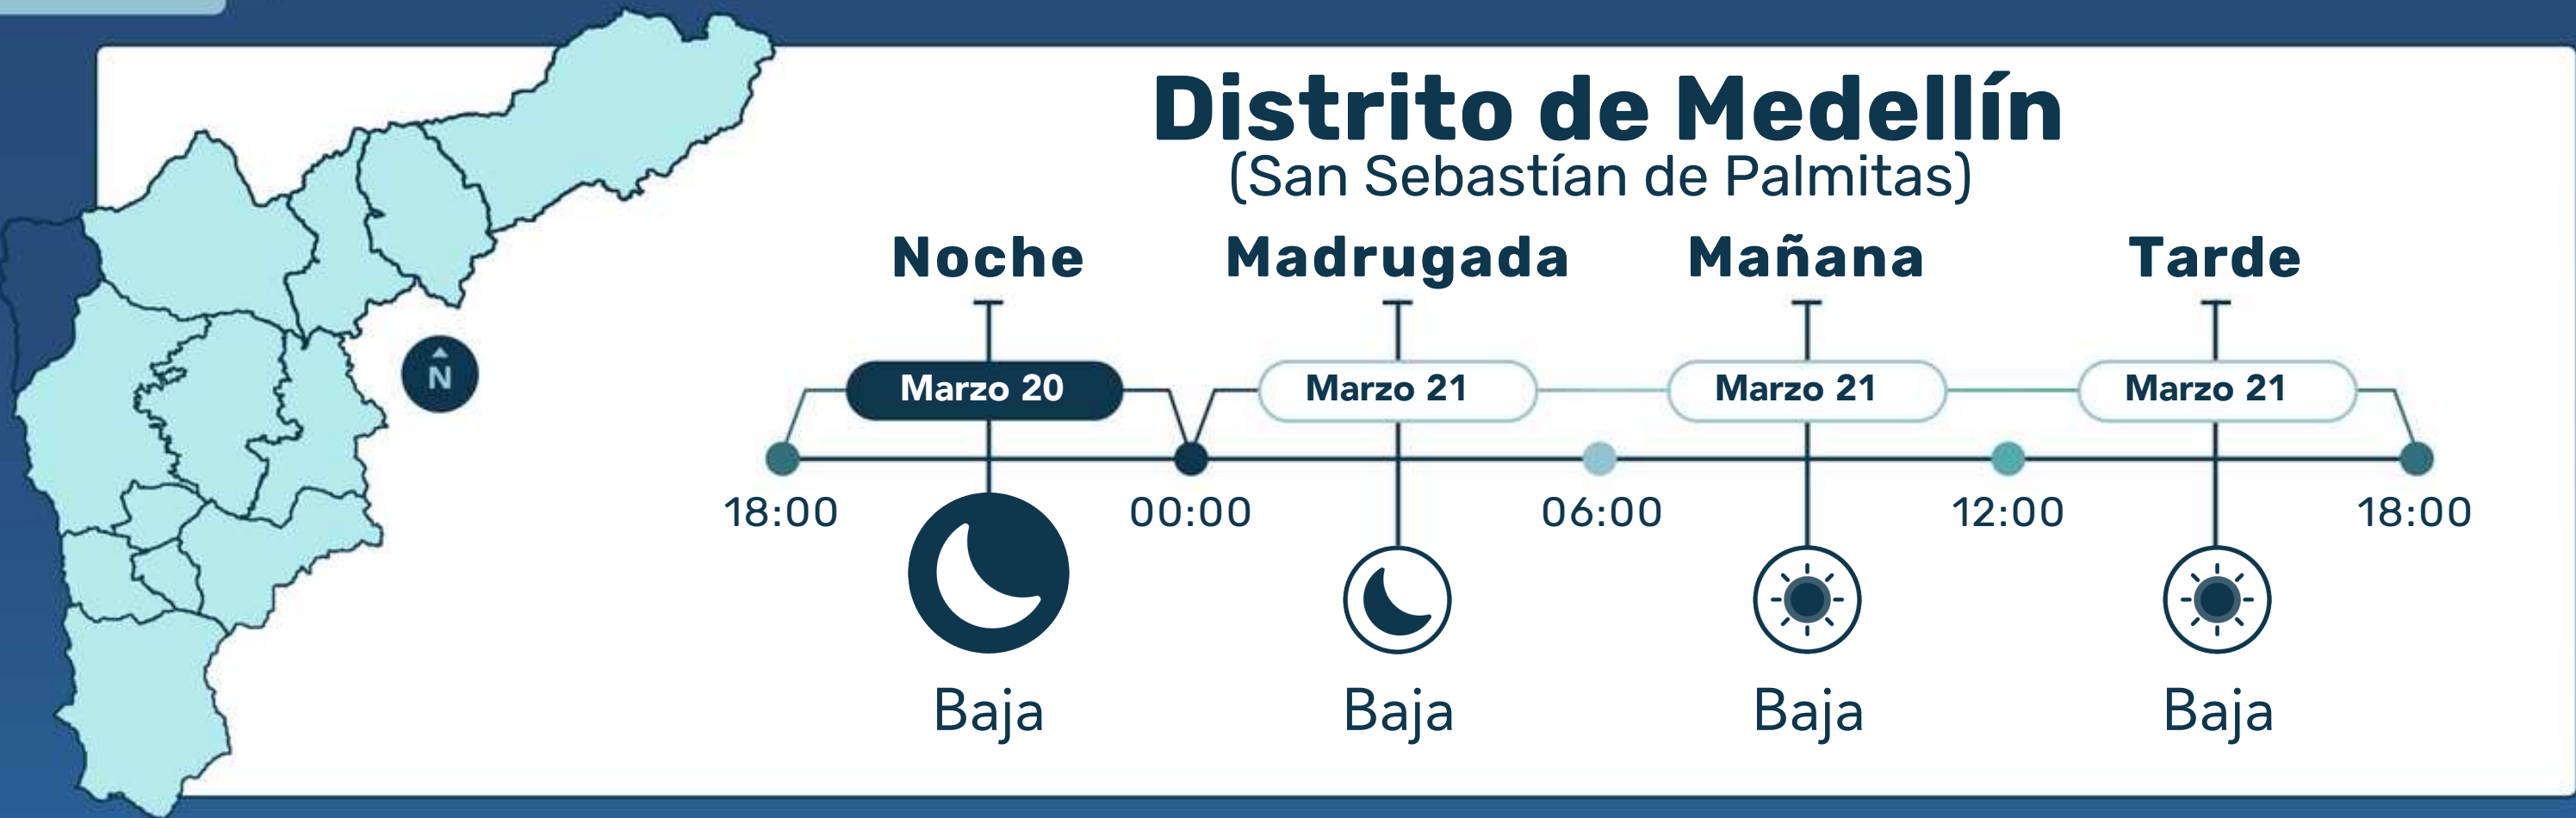 Distrito de Medellín
(San Sebastían de Palmitas)
Noche Madrugada Mañana Tarde
Marzo 20 Marzo 21 Marzo 21 Marzo 21
N
18:00 00:00 06:00 12:00 18:00
Baja Baja Baja Baja